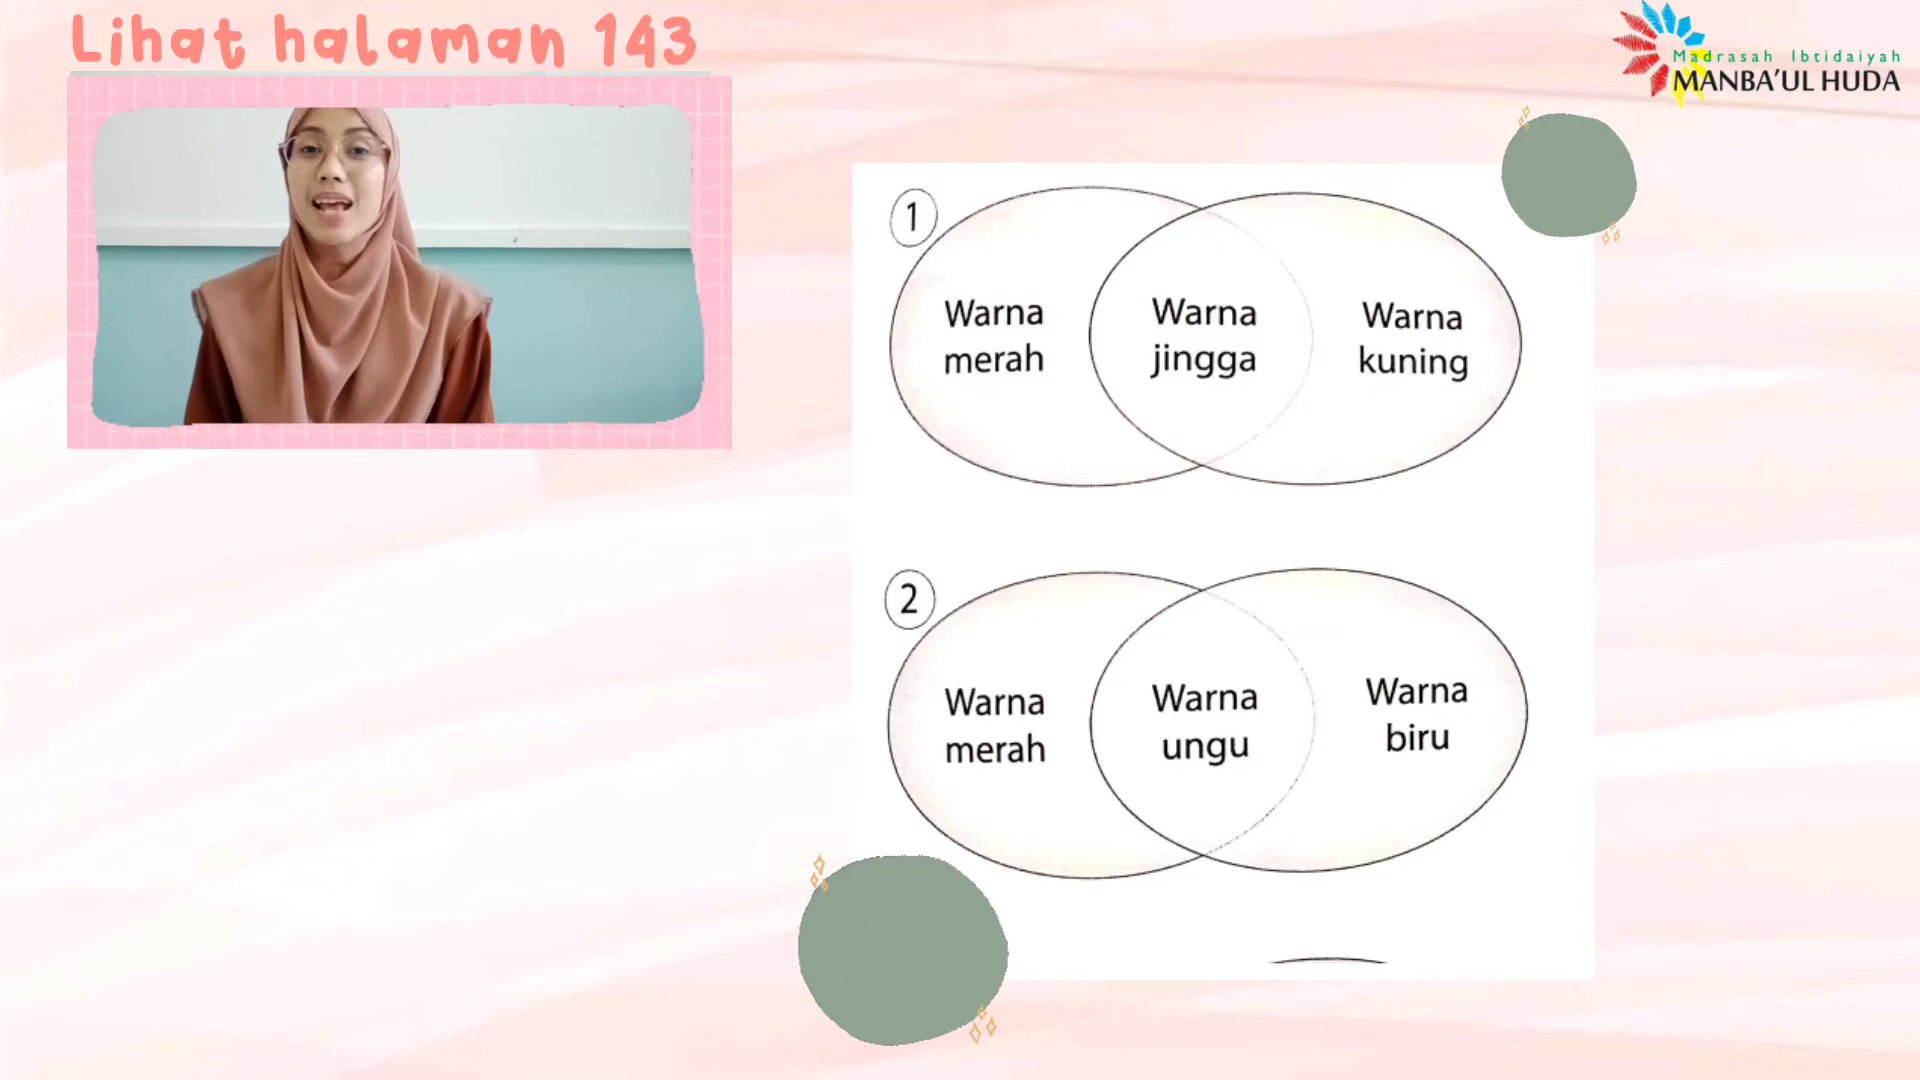 Lihat halaman 143
Madrasah Ibtidaiyah
MANBA'UL HUDA
1
Warna
merah
Warna
jingga
Warna
kuning
2
Warna
merah
Warna
ungu
Warna
biru